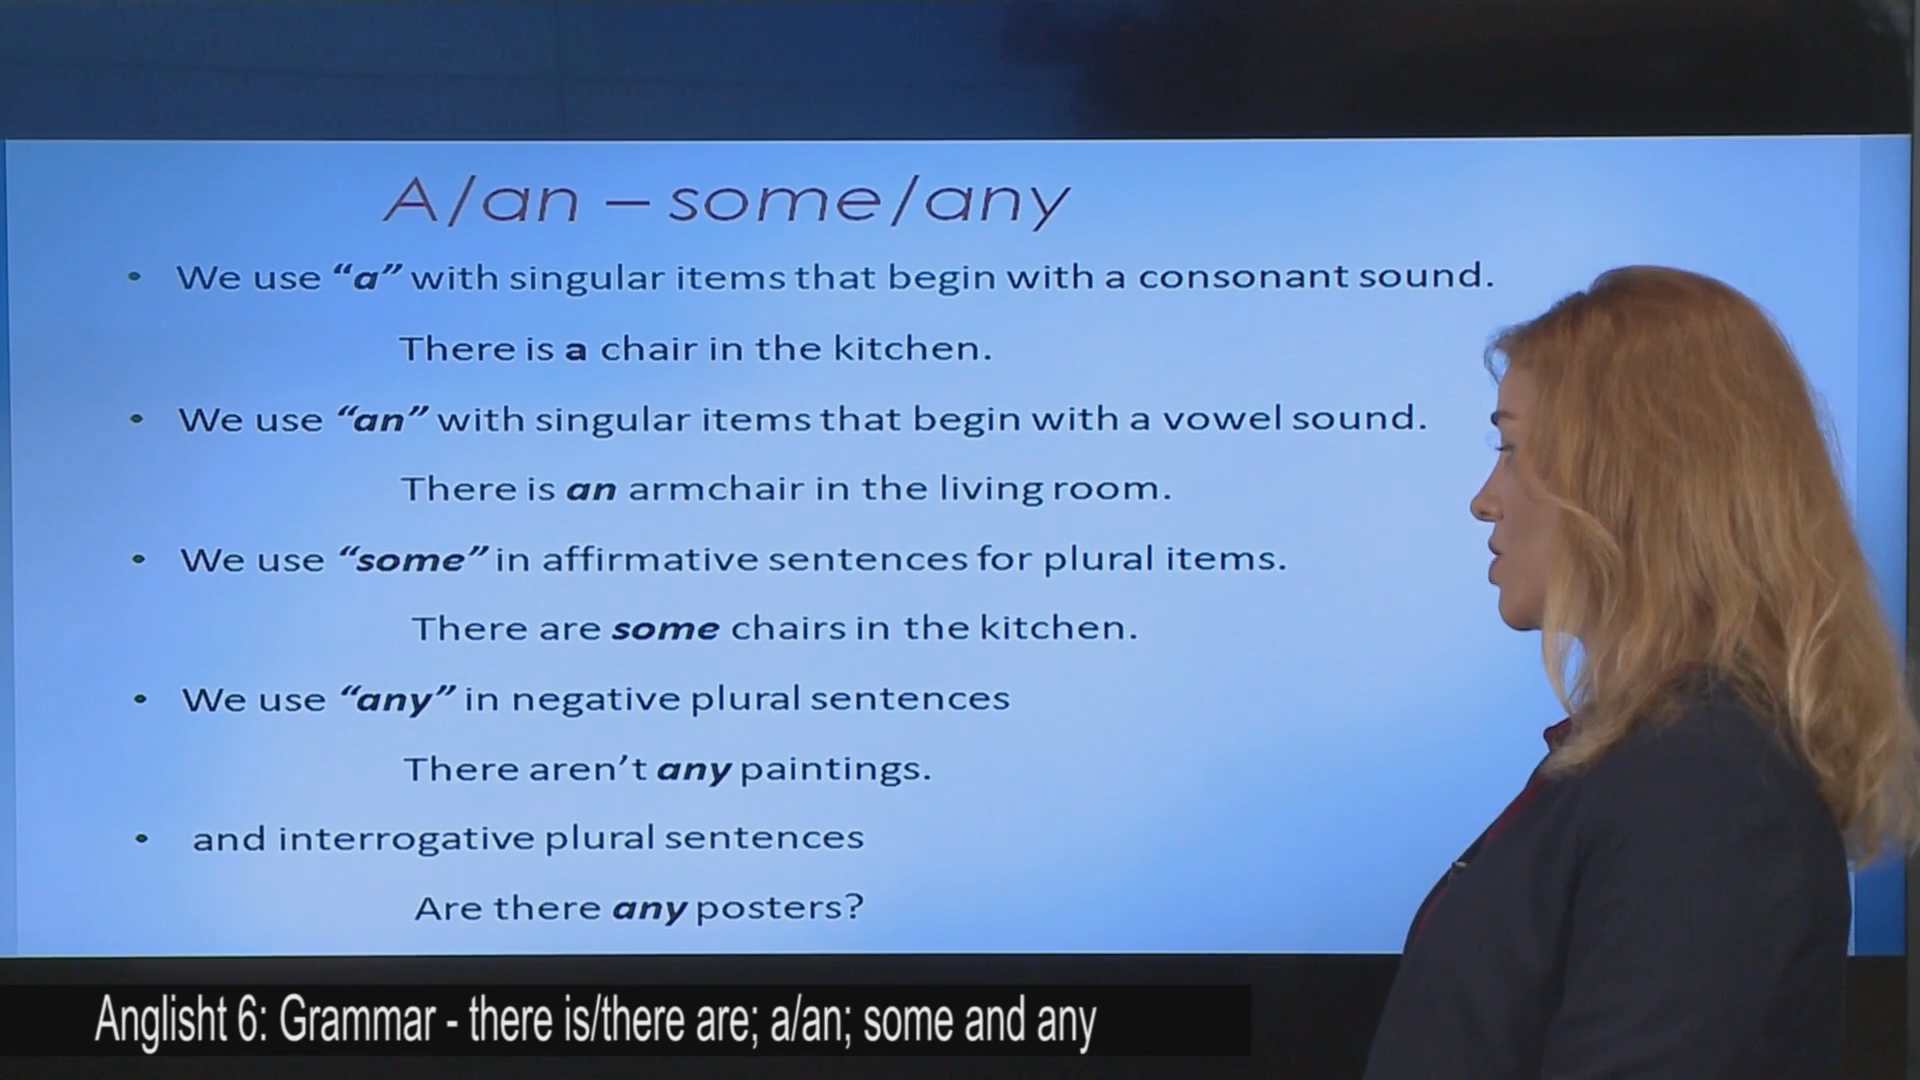 A/an – some/any
• We use “a” with singular items that begin with a consonant sound.
There is a chair in the kitchen.
• We use “an” with singular items that begin with a vowel sound.
There is an armchair in the living room.
• We use “some” in affirmative sentences for plural items.
There are some chairs in the kitchen.
• We use “any” in negative plural sentences
There aren’t any paintings.
• and interrogative plural sentences
Are there any posters?
Anglisht 6: Grammar - there is/there are; a/an; some and any